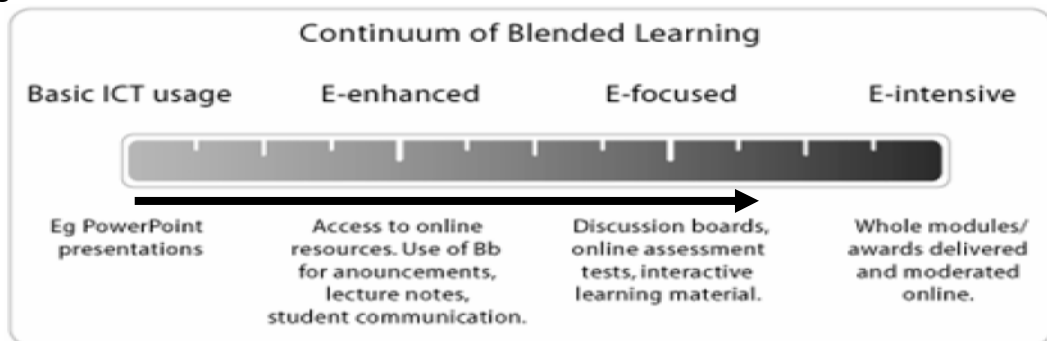 Continuum of Blended Learning
Basic ICT usage E-enhanced E-focused E-intensive
Eg PowerPoint
presentations
Access to online
resources. Use of Bb
for anouncements,
lecture notes,
student communication.
Discussion boards,
online assessment
tests, interactive
learning material.
Whole modules/
awards delivered
and moderated
online.